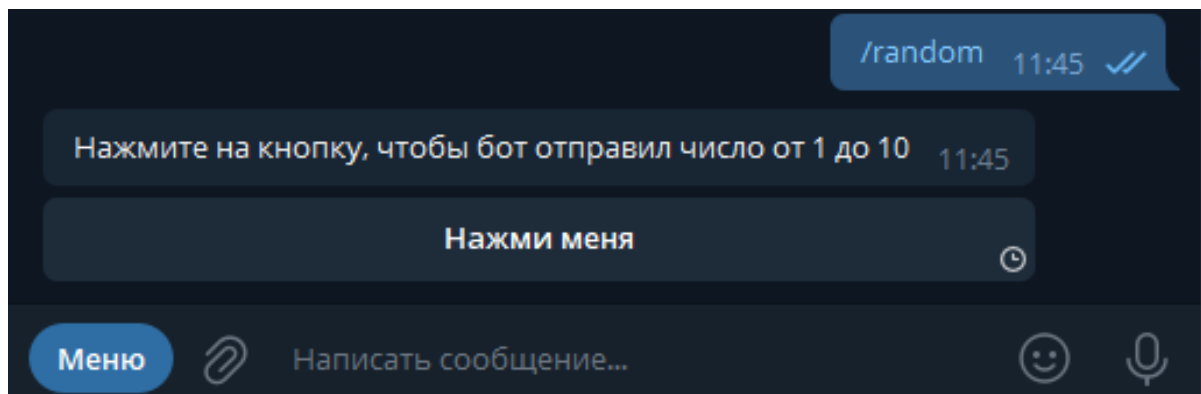 /random 11:45
Нажмите на кнопку, чтобы бот отправил число от 1 до 10 11:45
Нажми меня
Меню Написать сообщение...